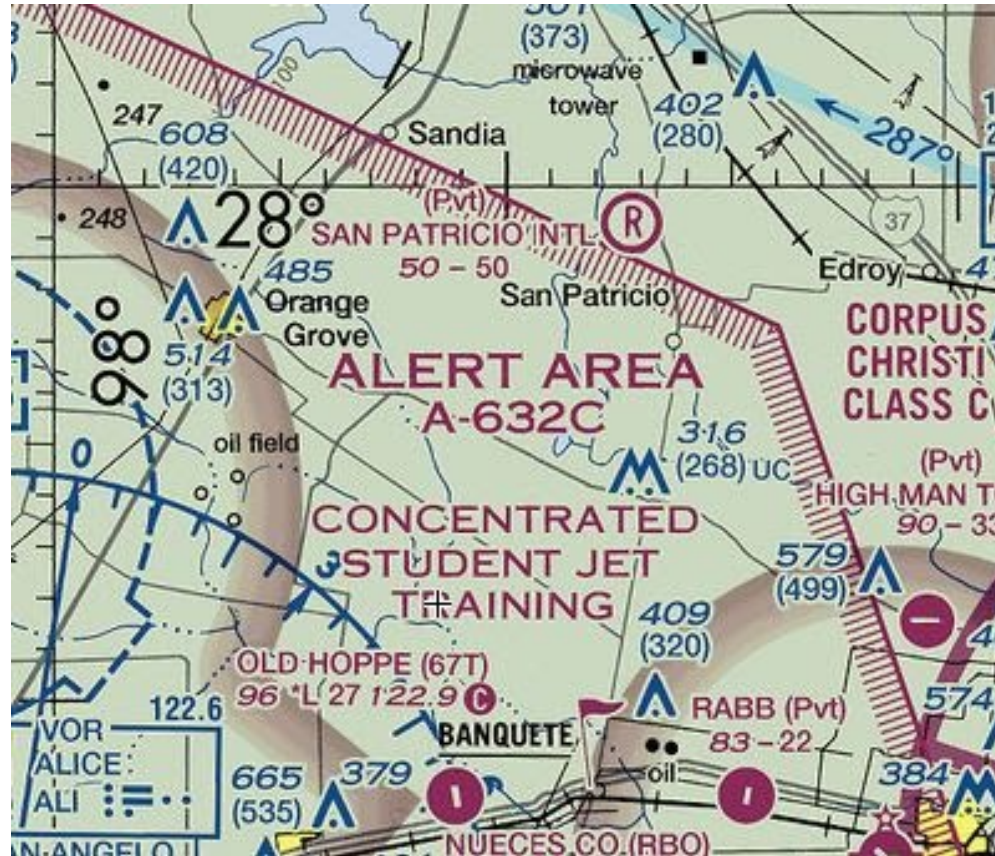 (373)
microwave
tower
402
(280)
287°
247
608
(420)
100
Sandia
37
248
28°
(Pvt)
SAN PATRICIO INTL
50 - 50
R
Edroy
San Patricio
485
Orange
Grove
514
(313)
98°
CORPUS
CHRISTI
ALERT AREA
A-632C
316
(268) UC
oil field
0
(Pvt)
HIGH MAN
90 - 33
CONCENTRATED
3
STUDENT JET
TRAINING
579
(499)
409
(320)
OLD HOPPE (67T)
96 *L 27 122.9 C
574
122.6
VOR
ALICE
ALI
BANQUETE
RABB (Pvt)
83 - 22
oil
665
(535)
379
384
NUECES CO (RBO)